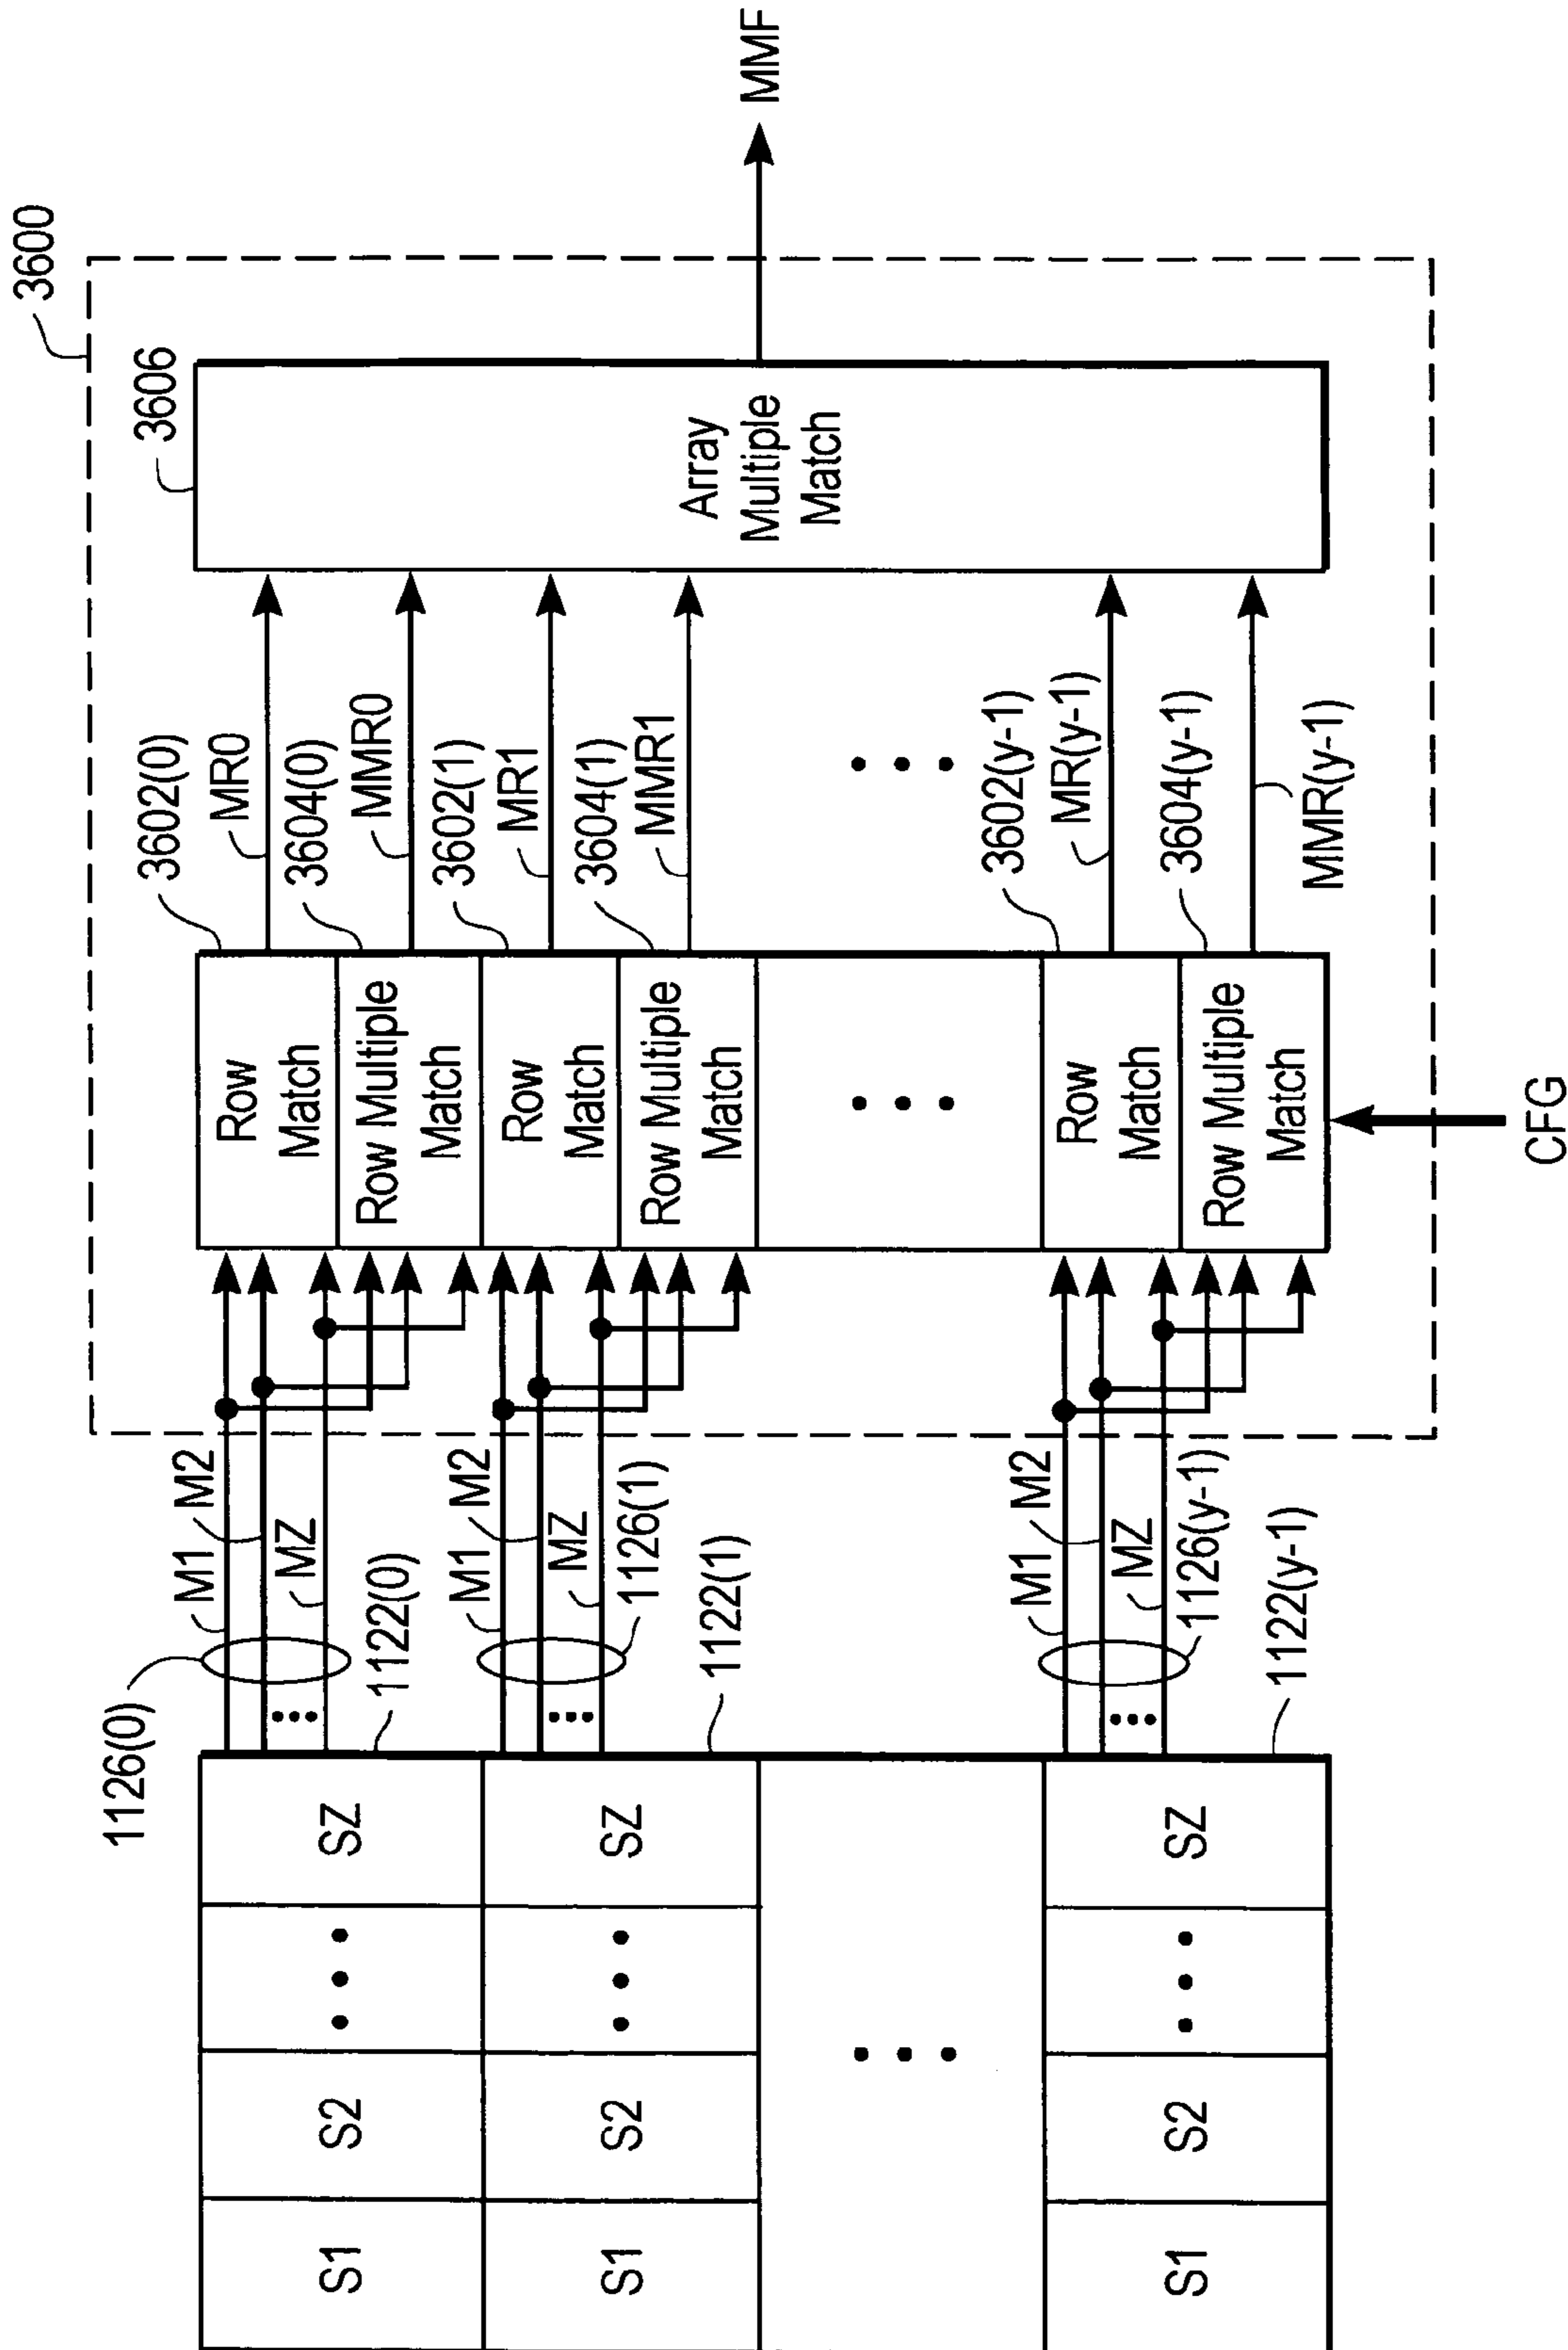 3600
3606
Array
Multiple
Match
MMF
3602(0)
MR0
3604(0)
MMR0
3602(1)
MR1
3604(1)
MMR1
3602(y-1)
MR(y-1)
3604(y-1)
MMR(y-1)
Row
Match
Row Multiple
Match
Row
Match
Row Multiple
Match
Row
Match
Row Multiple
Match
CFG
1126(0)
M1
M2
MZ
1122(0)
M1
M2
MZ
1126(1)
1122(1)
M1
M2
MZ
1126(y-1)
1122(y-1)
S1 S2 SZ
S1 S2 SZ
S1 S2 SZ